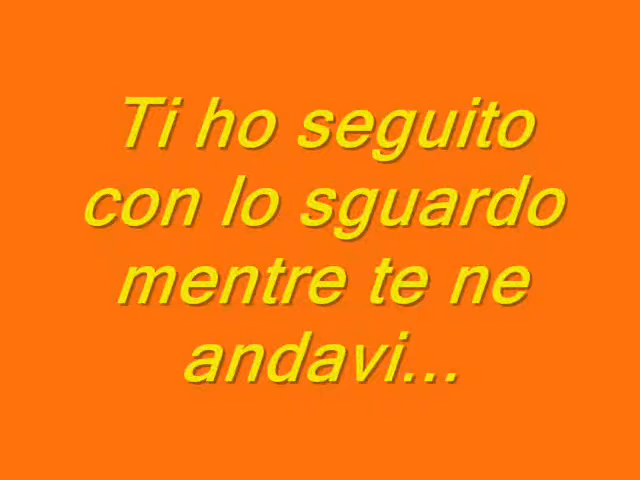 Ti ho seguito
con lo sguardo
mentre te ne
andavi...